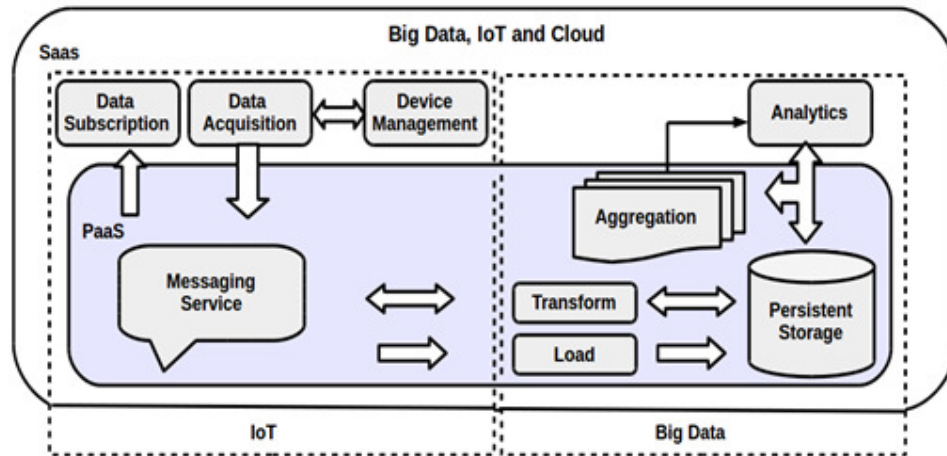 Big Data, IoT and Cloud
Saas
Data
Subscription
Data
Acquisition
Device
Management
Analytics
PaaS
Aggregation
Messaging
Service
Transform
Load
Persistent
Storage
IoT
Big Data